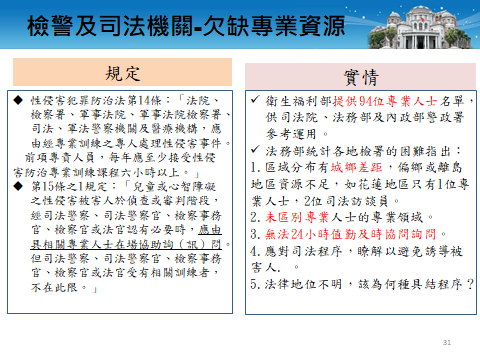 檢警及司法機關-欠缺專業資源
規定
◆ 性侵害犯罪防治法第14條：「法院、
檢察署、軍事法院、軍事法院檢察署、
司法、軍法警察機關及醫療機構，應
由經專業訓練之專人處理性侵害事件。
前項專責人員，每年應至少接受性侵
害防治專業訓練課程六小時以上。」
◆ 第15條之1規定：「兒童或心智障礙
之性侵害被害人於偵查或審判階段，
經司法警察、司法警察官、檢察事務
官、檢察官或法官認有必要時，應由
具相關專業人士在場協助詢（訊）問。
但司法警察、司法警察官、檢察事務
官、檢察官或法官受有相關訓練者，
不在此限。」
實情
✓ 衛生福利部提供94位專業人士名單，
供司法院、法務部及內政部警政署
參考運用。
✓ 法務部統計各地檢署的困難指出：
1.區域分布有城鄉差距，偏鄉或離島
地區資源不足，如花蓮地區只有1位專
業人士，2位司法訪談員。
2.未區別專業人士的專業領域。
3.無法24小時值勤及時協問詢問。
4.應對司法程序，瞭解以避免誘導被
害人.。
5.法律地位不明，該為何種具結程序？
31